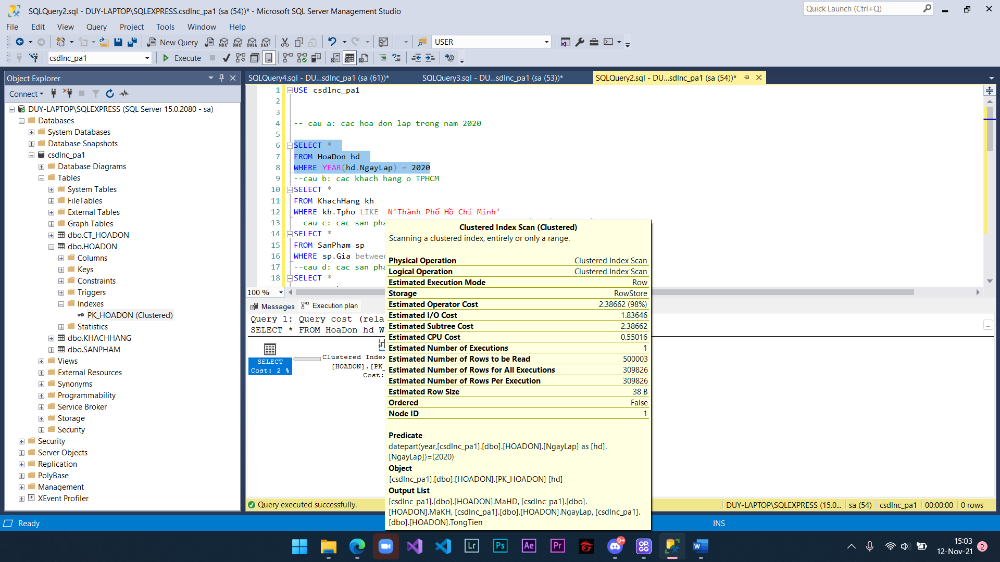 SQLQuery2.sql - DUY-LAPTOP\SQLEXPRESS.csdlnc_pa1 (sa (54))* - Microsoft SQL Server Management Studio
Quick Launch (Ctrl+Q)
File Edit View Query Project Tools Window Help
New Query
MDX DMX XMLA DAX
USER
csdlnc_pa1
Execute
Object Explorer
Connect
DUY-LAPTOP\SQLEXPRESS (SQL Server 15.0.2080 - sa)
Databases
System Databases
Database Snapshots
csdlnc_pa1
Database Diagrams
Tables
System Tables
FileTables
External Tables
Graph Tables
dbo.CT_HOADON
dbo.HOADON
Columns
Keys
Constraints
Triggers
Indexes
PK_HOADON (Clustered)
Statistics
dbo.KHACHHANG
dbo.SANPHAM
Views
External Resources
Synonyms
Programmability
Service Broker
Storage
Security
Security
Server Objects
Replication
PolyBase
Management
XEvent Profiler
SQLQuery4.sql - DU...sdlnc_pa1 (sa (61))*
SQLQuery3.sql - DU...sdlnc_pa1 (sa (53))*
SQLQuery2.sql - DU...sdlnc_pa1 (sa (54))*
1 USE csdlnc_pa1
2
3
4 -- cau a: cac hoa don lap trong nam 2020
5
6 SELECT *
7 FROM HoaDon hd
8 WHERE YEAR(hd.NgayLap) = 2020
9 --cau b: cac khach hang o TPHCM
10 SELECT *
11 FROM KhachHang kh
12 WHERE kh.Tpho LIKE N'Thành Phố Hồ Chí Minh'
13 --cau c: cac san pha
14 SELECT *
15 FROM SanPham sp
16 WHERE sp.Gia between
17 --cau d: cac san pha
18 SELECT *
100 %
Messages
Execution plan
Query 1: Query cost (rela
SELECT * FROM HoaDon hd W
SELECT
Cost: 2 %
Clustered Index
[HOADON].[PK_
Cost:
Clustered Index Scan (Clustered)
Scanning a clustered index, entirely or only a range.
Physical Operation Clustered Index Scan
Logical Operation Clustered Index Scan
Estimated Execution Mode Row
Storage RowStore
Estimated Operator Cost 2.38662 (98%)
Estimated I/O Cost 1.83646
Estimated Subtree Cost 2.38662
Estimated CPU Cost 0.55016
Estimated Number of Executions 1
Estimated Number of Rows to be Read 500003
Estimated Number of Rows for All Executions 309826
Estimated Number of Rows Per Execution 309826
Estimated Row Size 38 B
Ordered False
Node ID 1
Predicate
datepart(year,[csdlnc_pa1].[dbo].[HOADON].[NgayLap] as [hd].
[NgayLap])=(2020)
Object
[csdlnc_pa1].[dbo].[HOADON].[PK_HOADON] [hd]
Output List
[csdlnc_pa1].[dbo].[HOADON].MaHD, [csdlnc_pa1].[dbo].
[HOADON].MaKH, [csdlnc_pa1].[dbo].[HOADON].NgayLap, [csdlnc_pa1].
[dbo].[HOADON].TongTien
Query executed successfully.
DUY-LAPTOP\SQLEXPRESS (15.0... sa (54) csdlnc_pa1 00:00:00 0 rows
Ready
INS
Lr Ps Ae Pr
9+
OP.GG
15:03
12-Nov-21
2